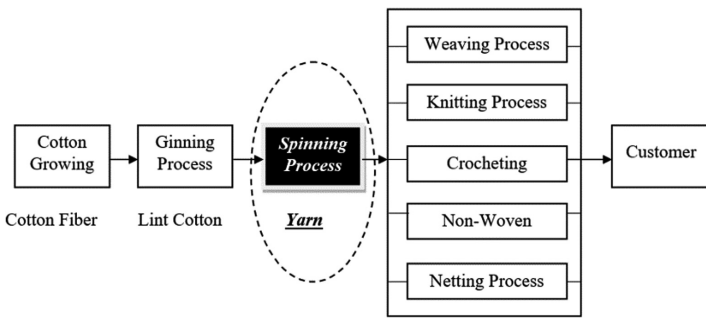 Cotton
Growing
Cotton Fiber
Ginning
Process
Lint Cotton
Spinning
Process
Yarn
Weaving Process
Knitting Process
Crocheting
Non-Woven
Netting Process
Customer